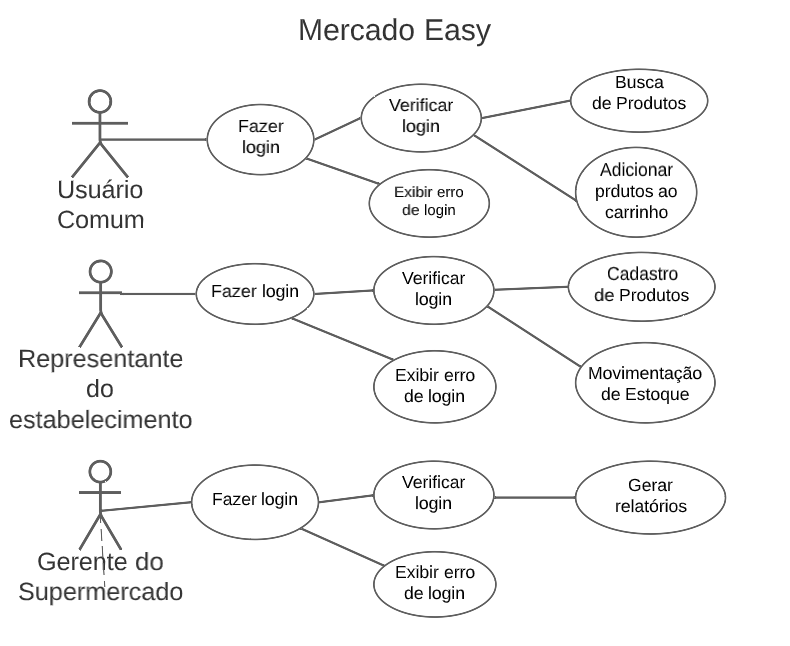 Mercado Easy
Fazer
login
Verificar
login
Busca
de Produtos
Exibir erro
de login
Adicionar
prdutos ao
carrinho
Usuário
Comum
Fazer login
Verificar
login
Cadastro
de Produtos
Exibir erro
de login
Movimentação
de Estoque
Representante
do
estabelecimento
Fazer login
Verificar
login
Gerar
relatórios
Exibir erro
de login
Gerente do
Supermercado